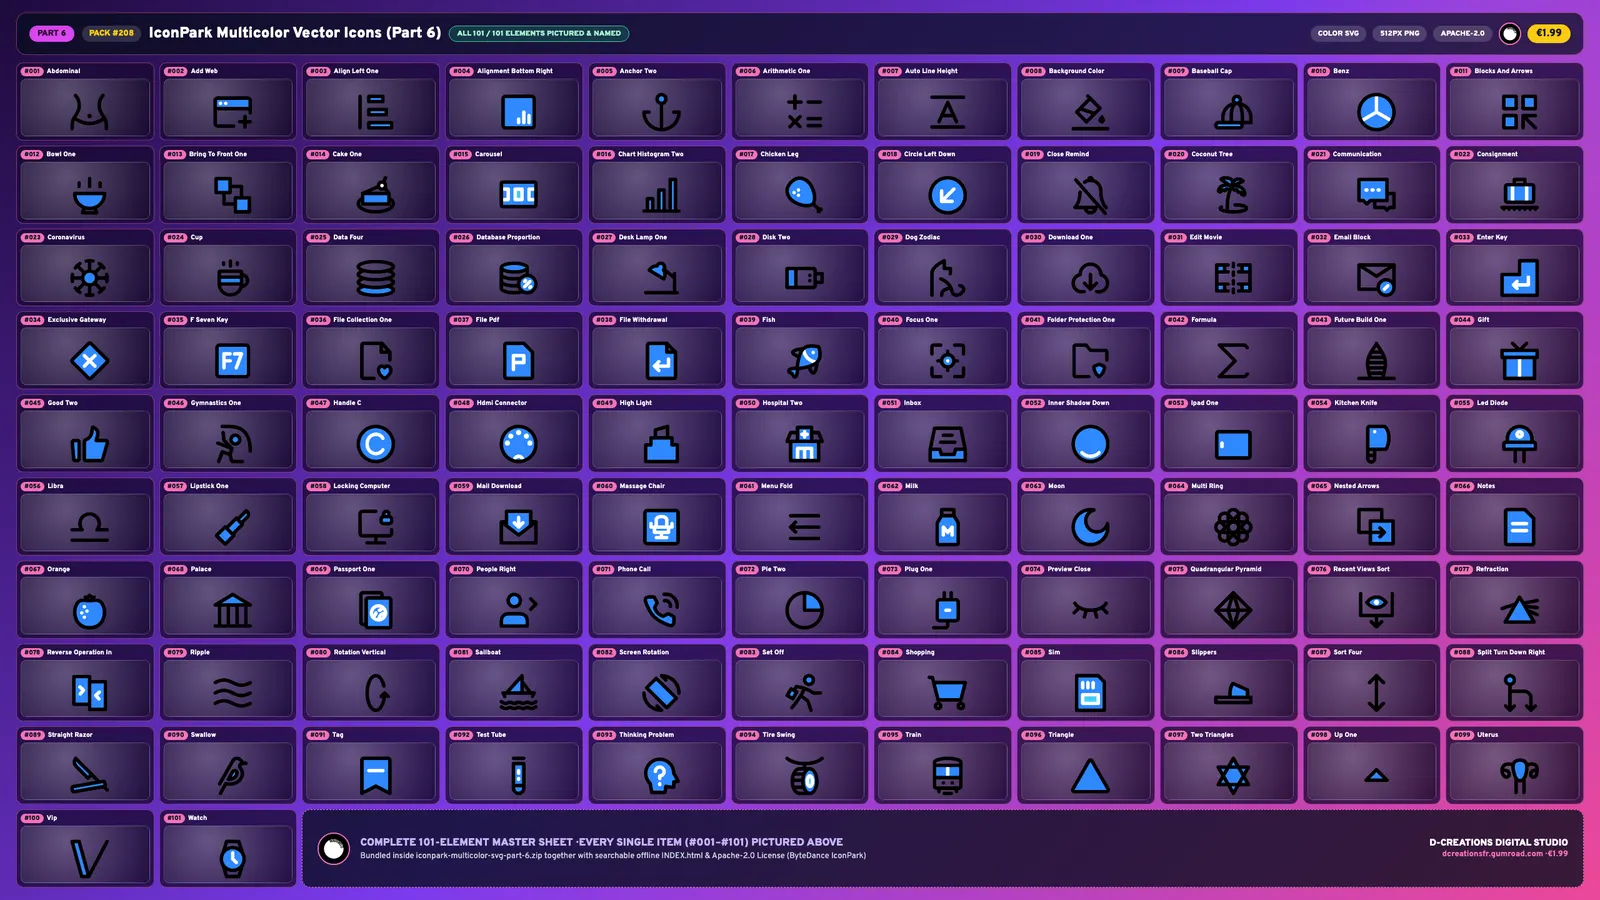 PART 6 PACK #208 IconPark Multicolor Vector Icons (Part 6) ALL 101 / 101 ELEMENTS PICTURED & NAMED COLOR SVG 512PX PNG APACHE-2.0 €1.99
#001 Abdominal #002 Add Web #003 Align Left One #004 Alignment Bottom Right #005 Anchor Two #006 Arithmetic One #007 Auto Line Height #008 Background Color #009 Baseball Cap #010 Benz #011 Blocks And Arrows
A
#012 Bowl One #013 Bring To Front One #014 Cake One #015 Carousel #016 Chart Histogram Two #017 Chicken Leg #018 Circle Left Down #019 Close Remind #020 Coconut Tree #021 Communication #022 Consignment
#023 Coronavirus #024 Cup #025 Data Four #026 Database Proportion #027 Desk Lamp One #028 Disk Two #029 Dog Zodiac #030 Download One #031 Edit Movie #032 Email Block #033 Enter Key
#034 Exclusive Gateway #035 F Seven Key #036 File Collection One #037 File Pdf #038 File Withdrawal #039 Fish #040 Focus One #041 Folder Protection One #042 Formula #043 Future Build One #044 Gift
F7 P
#045 Good Two #046 Gymnastics One #047 Handle C #048 Hdmi Connector #049 High Light #050 Hospital Two #051 Inbox #052 Inner Shadow Down #053 Ipad One #054 Kitchen Knife #055 Led Diode
C
#056 Libra #057 Lipstick One #058 Locking Computer #059 Mail Download #060 Massage Chair #061 Menu Fold #062 Milk #063 Moon #064 Multi Ring #065 Nested Arrows #066 Notes
M
#067 Orange #068 Palace #069 Passport One #070 People Right #071 Phone Call #072 Pie Two #073 Plug One #074 Preview Close #075 Quadrangular Pyramid #076 Recent Views Sort #077 Refraction
#078 Reverse Operation In #079 Ripple #080 Rotation Vertical #081 Sailboat #082 Screen Rotation #083 Set Off #084 Shopping #085 Sim #086 Slippers #087 Sort Four #088 Split Turn Down Right
#089 Straight Razor #090 Swallow #091 Tag #092 Test Tube #093 Thinking Problem #094 Tire Swing #095 Train #096 Triangle #097 Two Triangles #098 Up One #099 Uterus
?
#100 Vip #101 Watch
COMPLETE 101-ELEMENT MASTER SHEET · EVERY SINGLE ITEM (#001–#101) PICTURED ABOVE
Bundled inside iconpark-multicolor-svg-part-6.zip together with searchable offline INDEX.html & Apache-2.0 License (ByteDance IconPark)
D-CREATIONS DIGITAL STUDIO
dcreationsfr.gumroad.com · €1.99